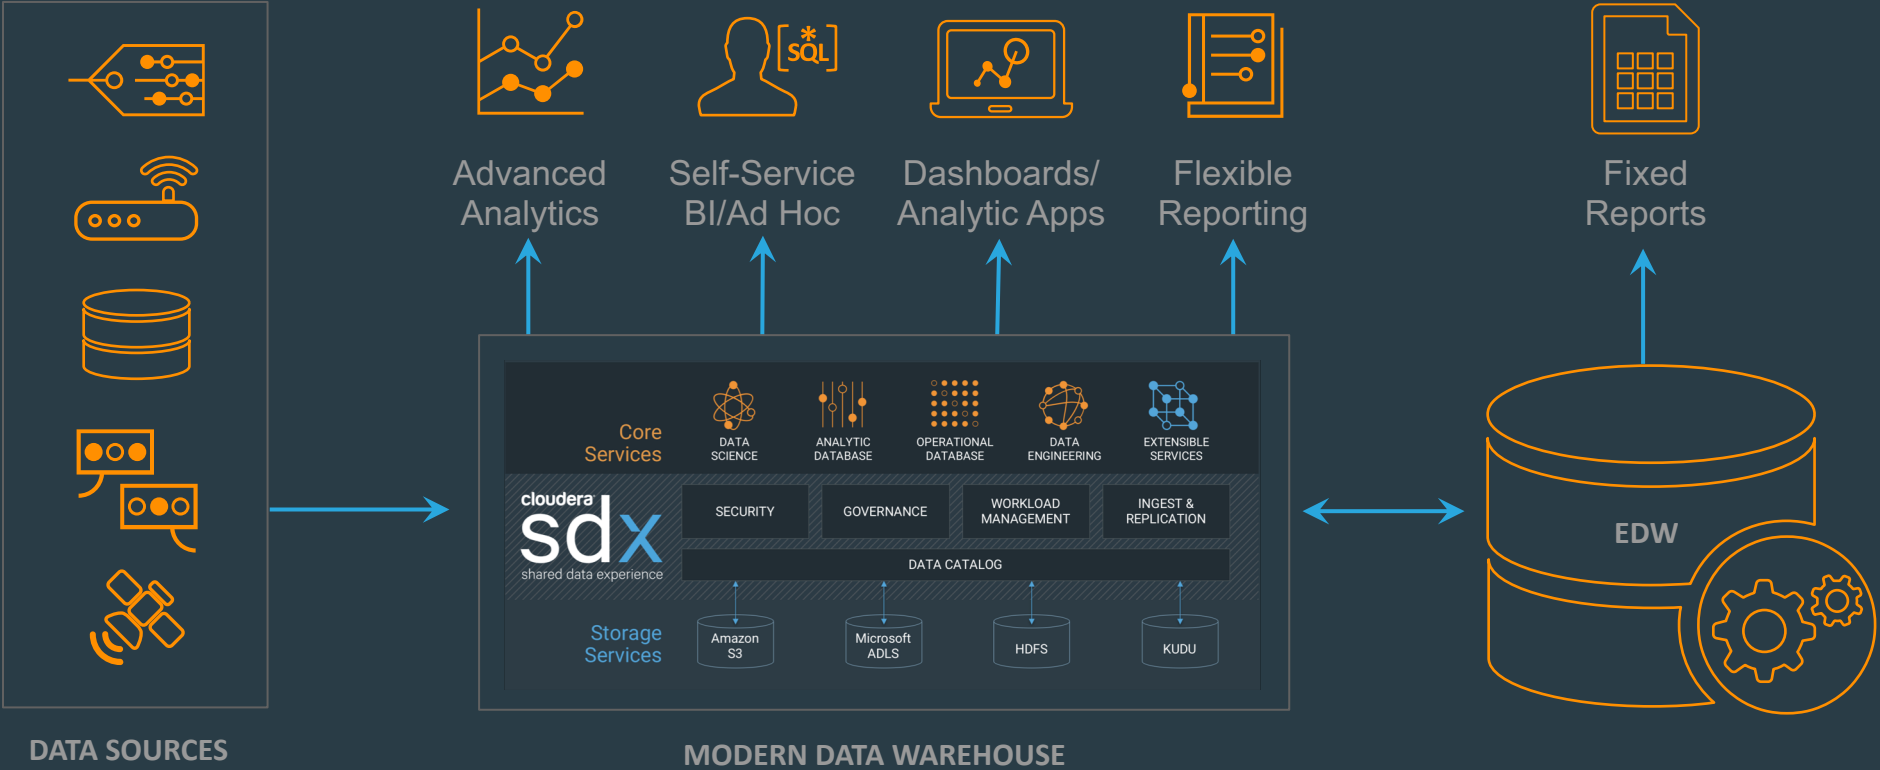 *
SQL
Advanced
Analytics
Self-Service
BI/Ad Hoc
Dashboards/
Analytic Apps
Flexible
Reporting
Fixed
Reports
Core
Services
DATA
SCIENCE
ANALYTIC
DATABASE
OPERATIONAL
DATABASE
DATA
ENGINEERING
EXTENSIBLE
SERVICES
cloudera
sdx
shared data experience
SECURITY
GOVERNANCE
WORKLOAD
MANAGEMENT
INGEST &
REPLICATION
DATA CATALOG
Storage
Services
Amazon
S3
Microsoft
ADLS
HDFS
KUDU
EDW
DATA SOURCES
MODERN DATA WAREHOUSE